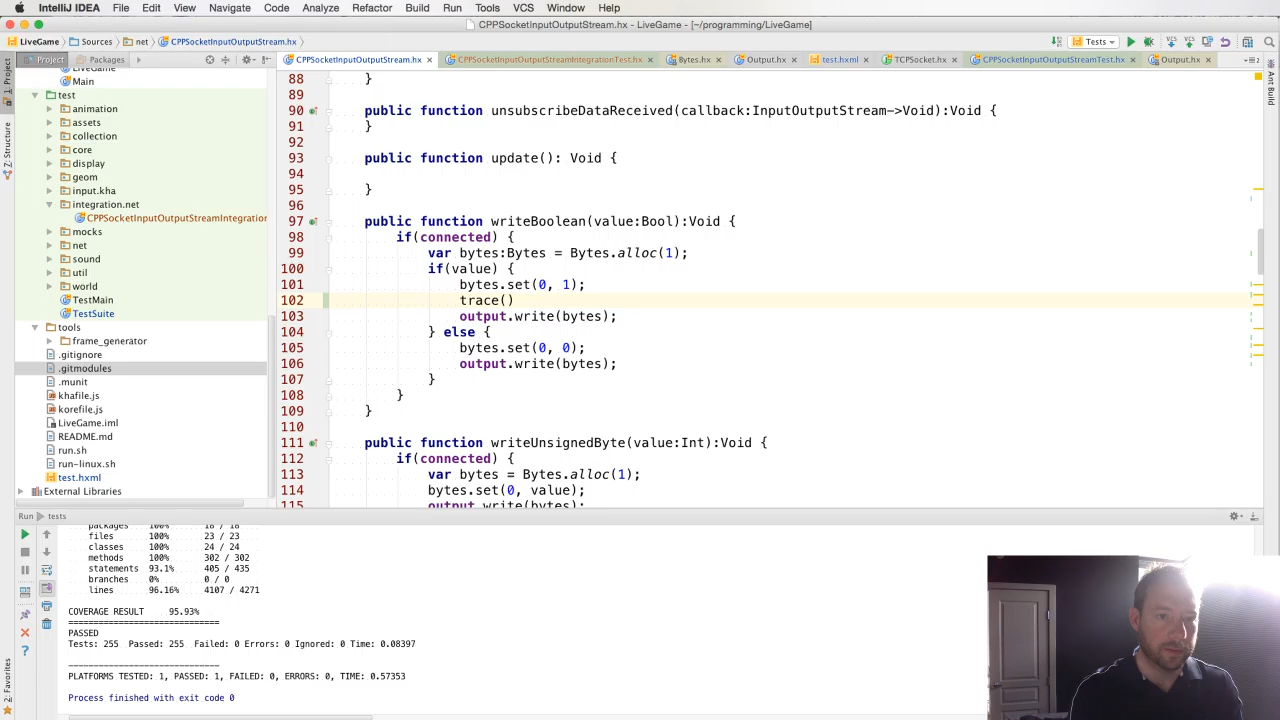 IntelliJ IDEA File Edit View Navigate Code Analyze Refactor Build Run Tools VCS Window Help
CPPSocketInputOutputStream.hx - LiveGame - [~/programming/LiveGame]
LiveGame Sources net CPPSocketInputOutputStream.hx Tests VCS VCS
Project Packages CPPSocketInputOutputStream.hx CPPSocketInputOutputStreamIntegrationTest.hx Bytes.hx Output.hx test.hxml TCPSocket.hx CPPSocketInputOutputStreamTest.hx Output.hx
1: Project
7: Structure
2: Favorites
Ant Build
LiveGame
Main
test
animation
assets
collection
core
display
geom
input.kha
integration.net
CPPSocketInputOutputStreamIntegration
mocks
net
sound
util
world
TestMain
TestSuite
tools
frame_generator
.gitignore
.gitmodules
.munit
khafile.js
korefile.js
LiveGame.iml
README.md
run.sh
run-linux.sh
test.hxml
External Libraries
88 }
89
90 public function unsubscribeDataReceived(callback:InputOutputStream->Void):Void {
91 }
92
93 public function update(): Void {
94
95 }
96
97 public function writeBoolean(value:Bool):Void {
98 if(connected) {
99 var bytes:Bytes = Bytes.alloc(1);
100 if(value) {
101 bytes.set(0, 1);
102 trace()
103 output.write(bytes);
104 } else {
105 bytes.set(0, 0);
106 output.write(bytes);
107 }
108 }
109 }
110
111 public function writeUnsignedByte(value:Int):Void {
112 if(connected) {
113 var bytes = Bytes.alloc(1);
114 bytes.set(0, value);
115 output.write(bytes);
Run tests
packages 100% 18 / 18
files 100% 23 / 23
classes 100% 24 / 24
methods 100% 302 / 302
statements 93.1% 405 / 435
branches 0% 0 / 0
lines 96.16% 4107 / 4271
COVERAGE RESULT 95.93%
==============================
PASSED
Tests: 255 Passed: 255 Failed: 0 Errors: 0 Ignored: 0 Time: 0.08397
------------------------------
PLATFORMS TESTED: 1, PASSED: 1, FAILED: 0, ERRORS: 0, TIME: 0.57353
Process finished with exit code 0